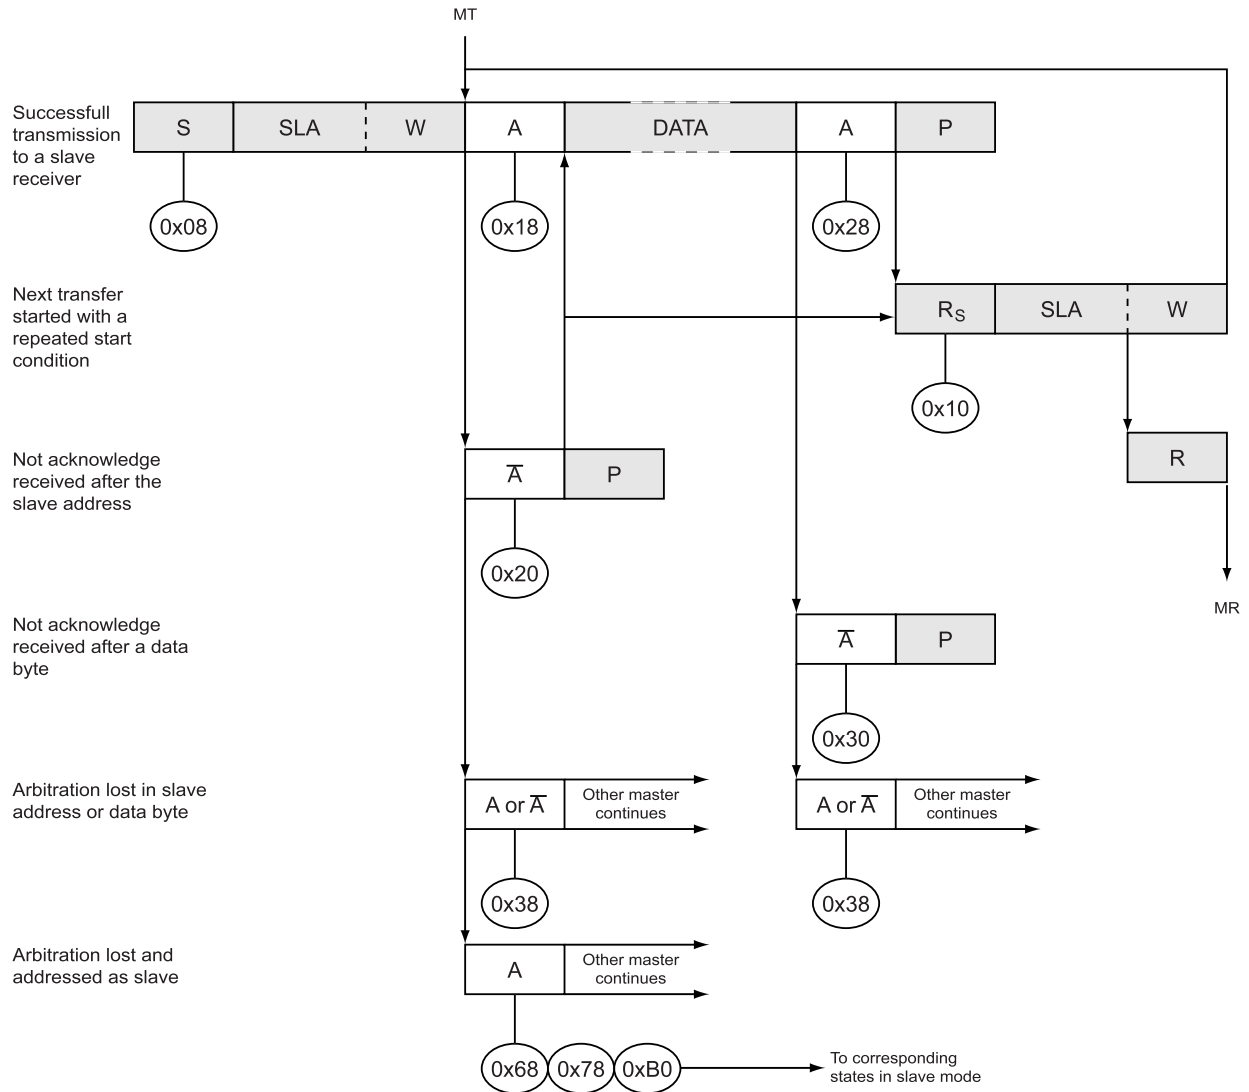 MT
Successfull
transmission
to a slave
receiver
S SLA W A DATA A P
0x08 0x18 0x28
Next transfer
started with a
repeated start
condition
RS SLA W
0x10
Not acknowledge
received after the
slave address
A̅ P
R
0x20
MR
Not acknowledge
received after a data
byte
A̅ P
0x30
Arbitration lost in slave
address or data byte
A or A̅
Other master
continues
A or A̅
Other master
continues
0x38 0x38
Arbitration lost and
addressed as slave
A
Other master
continues
0x68 0x78 0xB0
To corresponding
states in slave mode